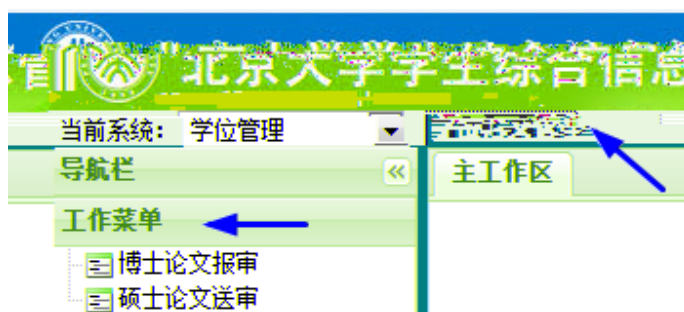 北京大学学生综合信息
当前系统： 学位管理
导航栏
主工作区
工作菜单
博士论文报审
硕士论文送审